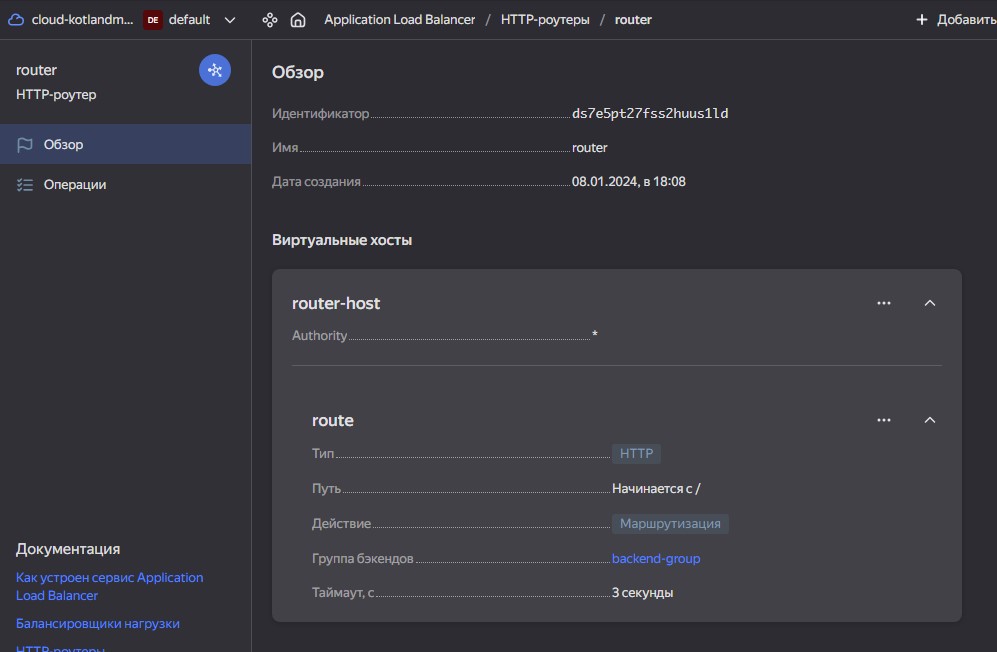 cloud-kotlandm... DE default Application Load Balancer / HTTP-роутеры / router + Добавить
router
HTTP-роутер
Обзор
Операции
Документация
Как устроен сервис Application
Load Balancer
Балансировщики нагрузки
HTTP-роутеры
Обзор
Идентификатор ds7e5pt27fss2huus1ld
Имя router
Дата создания 08.01.2024, в 18:08
Виртуальные хосты
router-host
Authority *
route
Тип HTTP
Путь Начинается с /
Действие Маршрутизация
Группа бэкендов backend-group
Таймаут, с 3 секунды